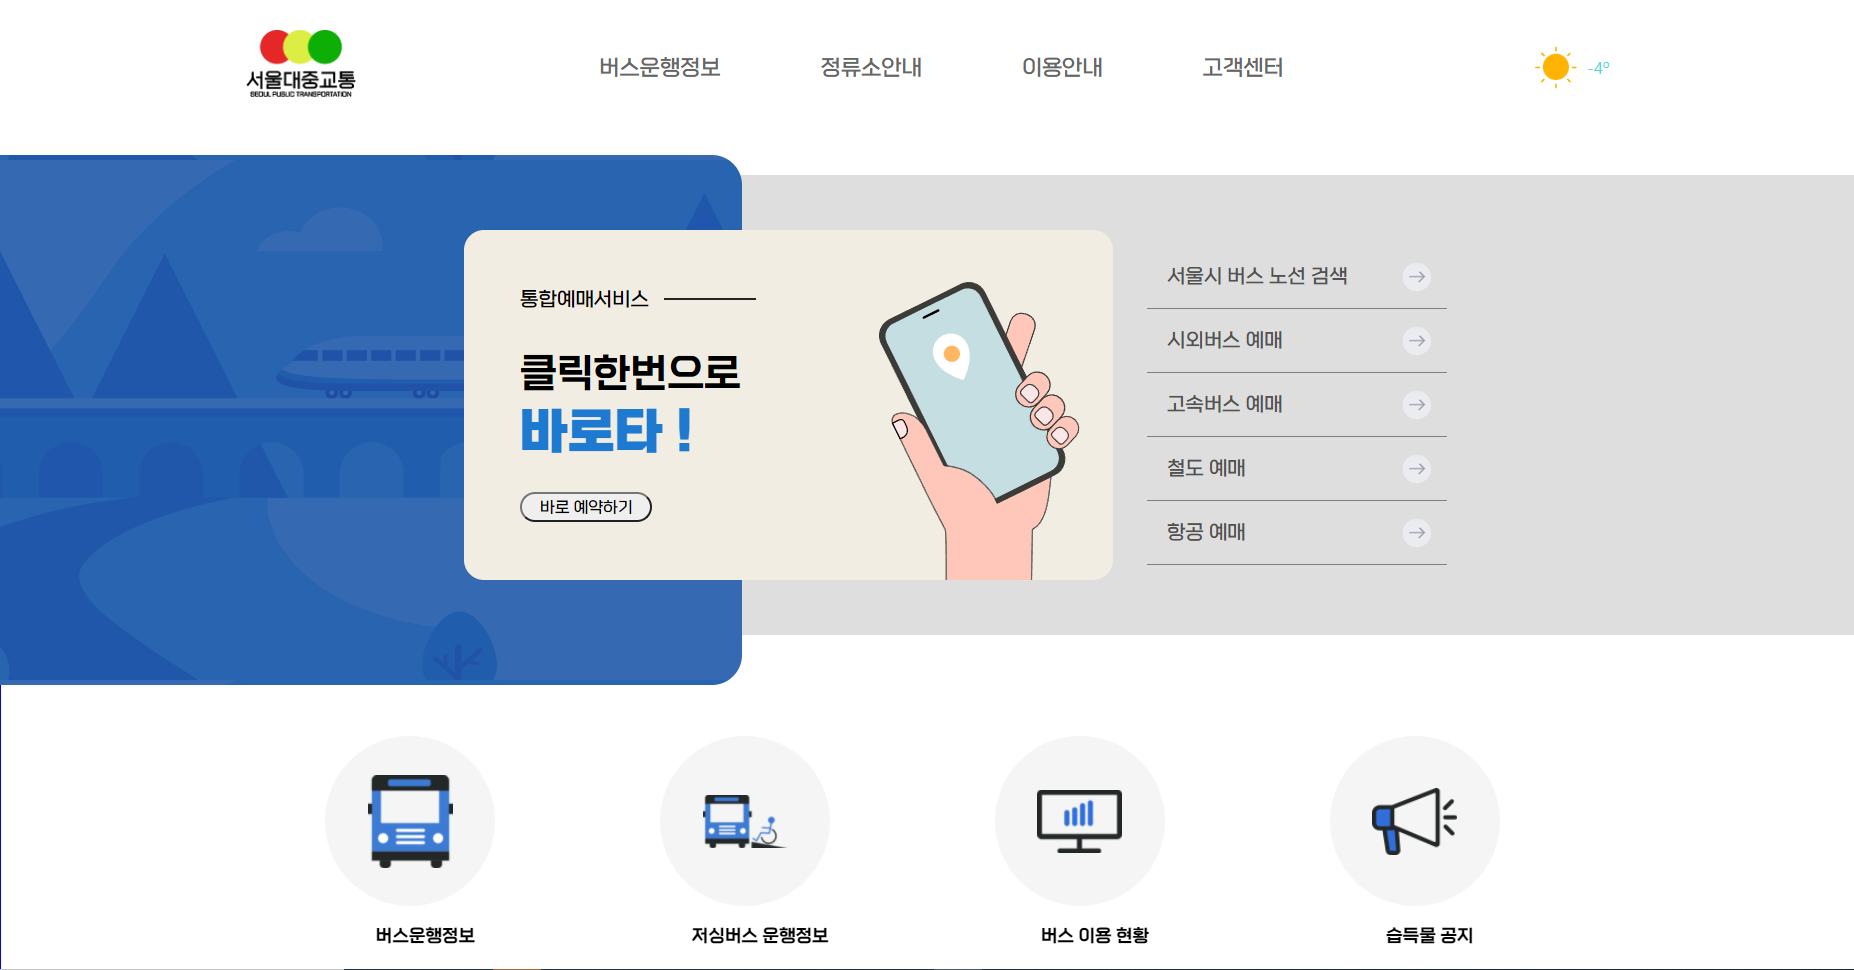 서울대중교통
SEOUL PUBLIC TRANSPORTATION
버스운행정보 정류소안내 이용안내 고객센터
-4º
통합예매서비스
클릭한번으로
바로타 !
바로 예약하기
서울시 버스 노선 검색
시외버스 예매
고속버스 예매
철도 예매
항공 예매
버스운행정보 저싱버스 운행정보 버스 이용 현황 습득물 공지